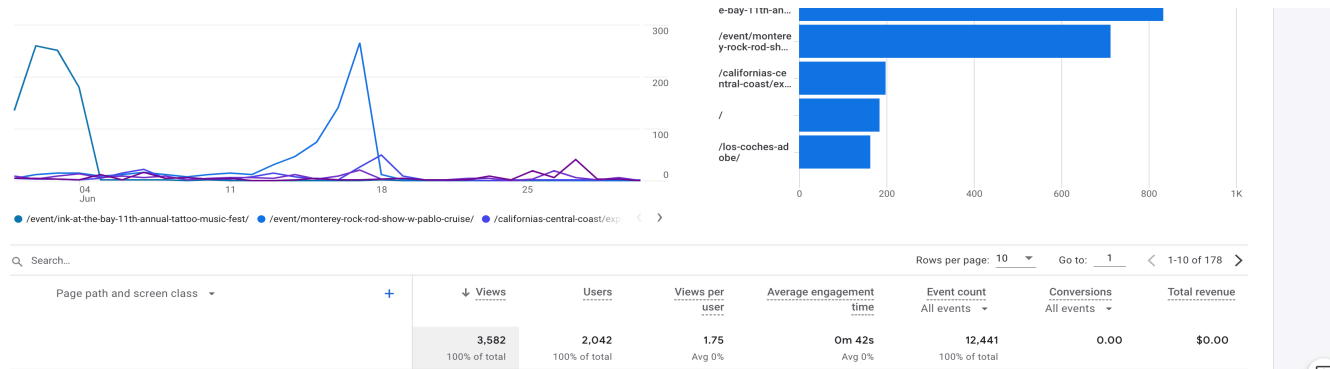 300
200
100
0
04
Jun
11
18
25
/event/ink-at-the-bay-11th-annual-tattoo-music-fest/
/event/monterey-rock-rod-show-w-pablo-cruise/
/californias-central-coast/exp
e-bay-11th-an...
/event/montere
y-rock-rod-sh...
/californias-ce
ntral-coast/ex...
/
/los-coches-ad
obe/
0 200 400 600 800 1K
Search...
Rows per page: 10 Go to: 1 1-10 of 178
Page path and screen class + Views Users Views per user Average engagement time Event count All events Conversions All events Total revenue
3,582 2,042 1.75 0m 42s 12,441 0.00 $0.00
100% of total 100% of total Avg 0% Avg 0% 100% of total